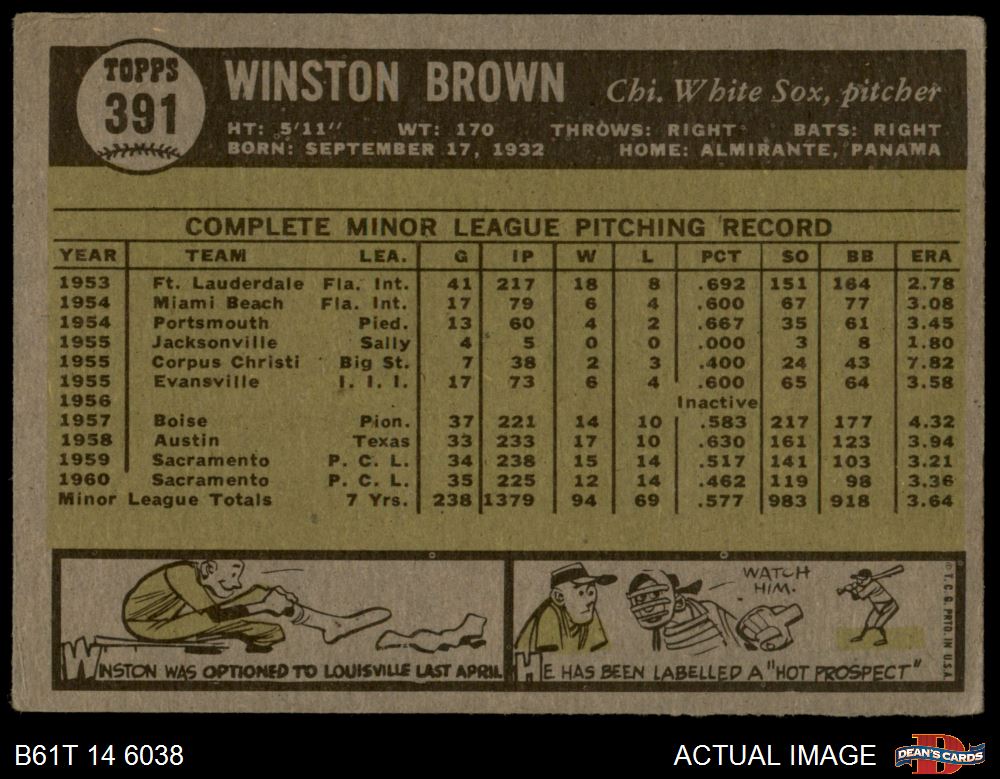 TOPPS
391
WINSTON BROWN Chi. White Sox, pitcher
HT: 5'11" WT: 170 THROWS: RIGHT BATS: RIGHT
BORN: SEPTEMBER 17, 1932 HOME: ALMIRANTE, PANAMA
COMPLETE MINOR LEAGUE PITCHING RECORD
YEAR TEAM LEA. G IP W L PCT SO BB ERA
1953 Ft. Lauderdale Fla. Int. 41 217 18 8 .692 151 164 2.78
1954 Miami Beach Fla. Int. 17 79 6 4 .600 67 77 3.08
1954 Portsmouth Pied. 13 60 4 2 .667 35 61 3.45
1955 Jacksonville Sally 4 5 0 0 .000 3 8 1.80
1955 Corpus Christi Big St. 7 38 2 3 .400 24 43 7.82
1955 Evansville I. I. I. 17 73 6 4 .600 65 64 3.58
1956 Inactive
1957 Boise Pion. 37 221 14 10 .583 217 177 4.32
1958 Austin Texas 33 233 17 10 .630 161 123 3.94
1959 Sacramento P. C. L. 34 238 15 14 .517 141 103 3.21
1960 Sacramento P. C. L. 35 225 12 14 .462 119 98 3.36
Minor League Totals 7 Yrs. 238 1379 94 69 .577 983 918 3.64
WINSTON WAS OPTIONED TO LOUISVILLE LAST APRIL
WATCH
HIM.
HE HAS BEEN LABELLED A "HOT PROSPECT"
© T. C. G. PRTD. IN U.S.A.
B61T 14 6038
ACTUAL IMAGE
DEAN'S CARDS